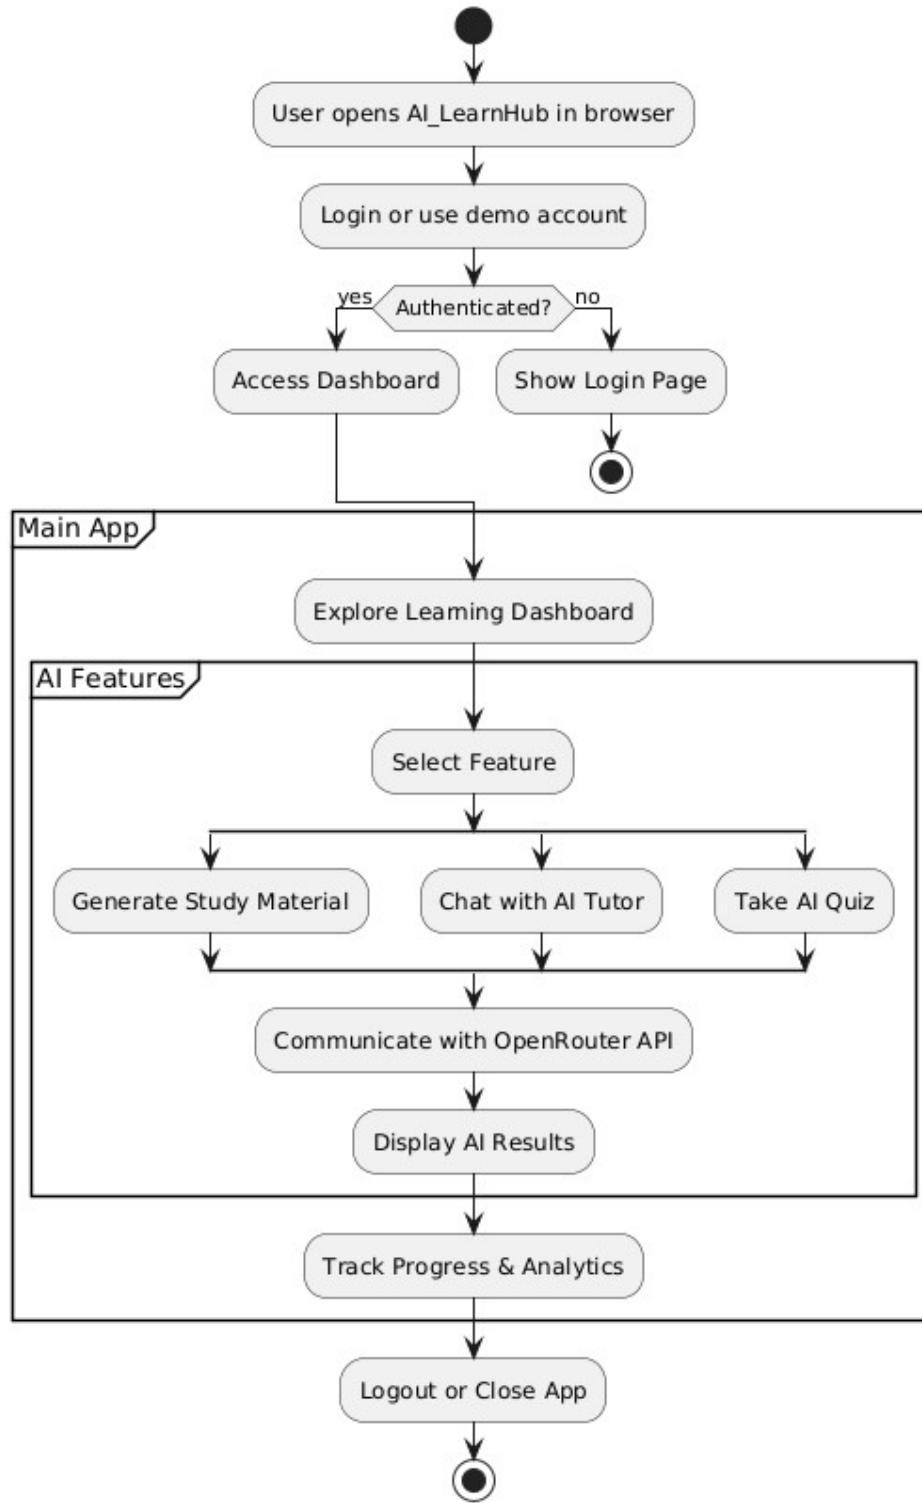 User opens AI_LearnHub in browser
Login or use demo account
yes
Authenticated?
no
Access Dashboard
Show Login Page
Main App
Explore Learning Dashboard
AI Features
Select Feature
Generate Study Material
Chat with AI Tutor
Take AI Quiz
Communicate with OpenRouter API
Display AI Results
Track Progress & Analytics
Logout or Close App